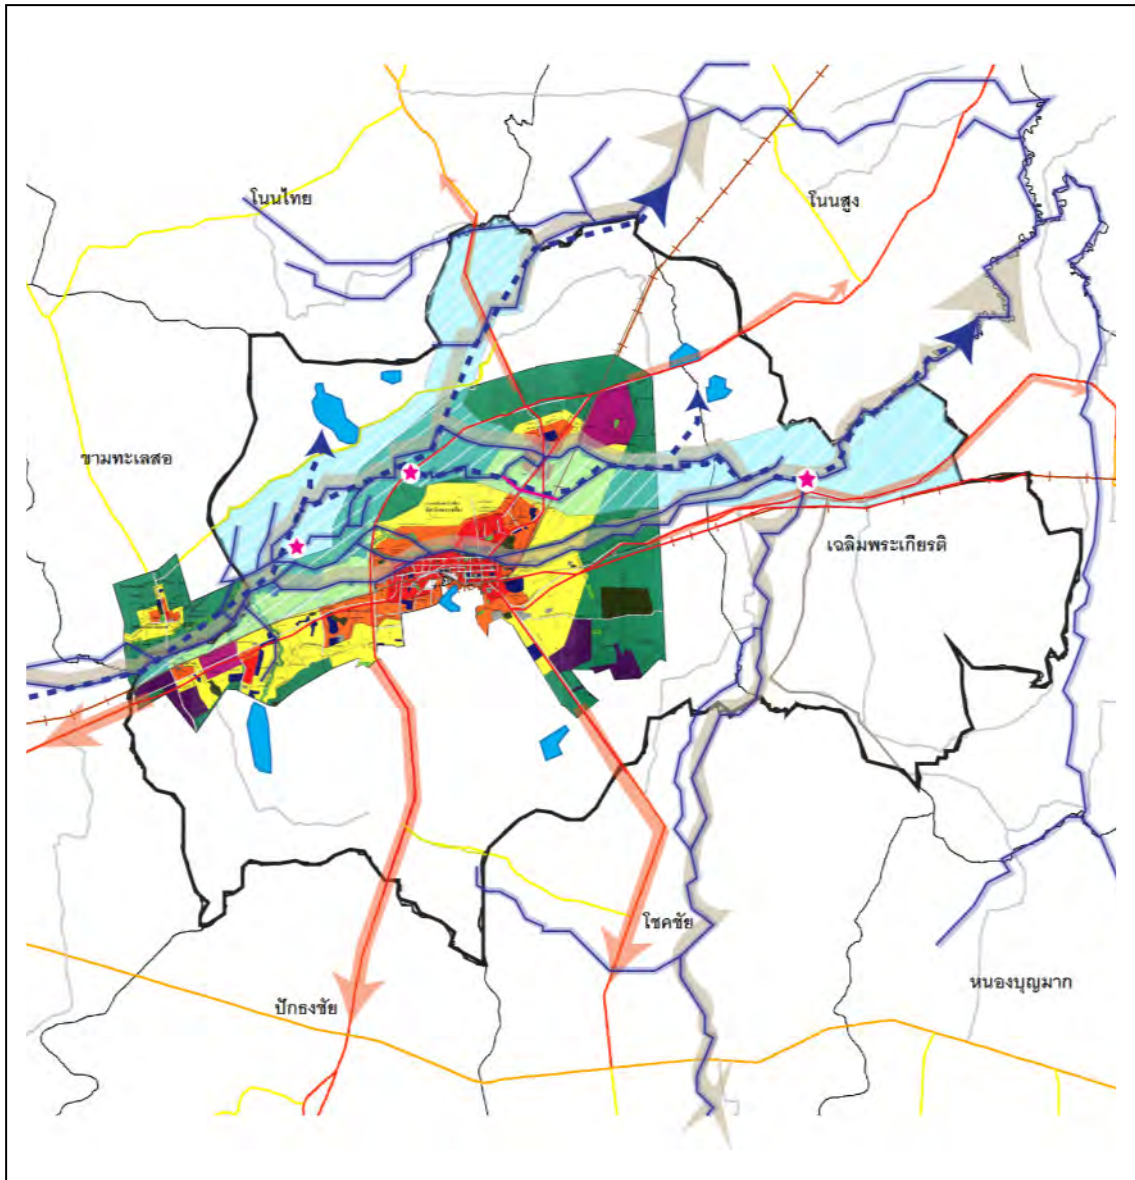 โนนไทย
โนนสูง
ขามทะเลสอ
เฉลิมพระเกียรติ
โชคชัย
หนองบุญมาก
ปักธงชัย